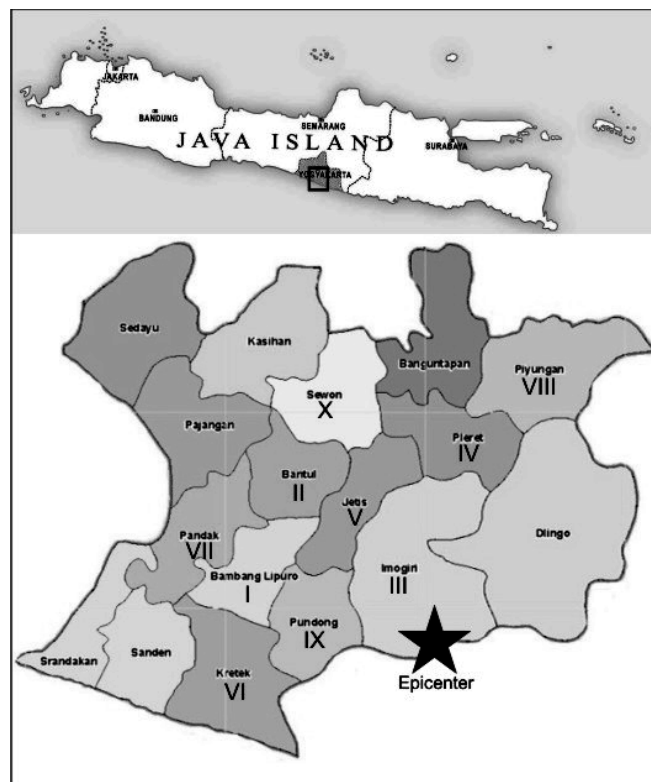 JAKARTA
BANDUNG
SEMARANG
JAVA ISLAND
SURABAYA
YOGYAKARTA
Sedayu
Kasihan
Banguntapan
Piyungan
VIII
Sewon
X
Pajangan
Pleret
IV
Bantul
II
Jetis
V
Dlingo
Pandak
VII
Imogiri
III
Bambang Lipuro
I
Pundong
IX
Sanden
Srandakan
Kretek
VI
Epicenter